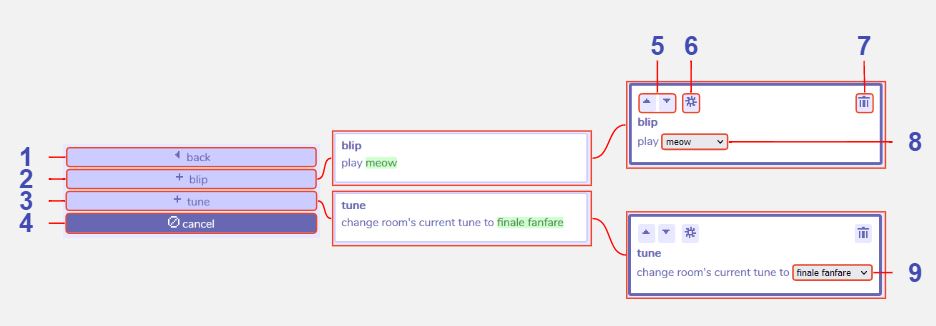 5 6 7
1 back
2 + blip
3 + tune
4 cancel
blip
play meow
tune
change room's current tune to finale fanfare
blip
play meow 8
tune
change room's current tune to finale fanfare 9